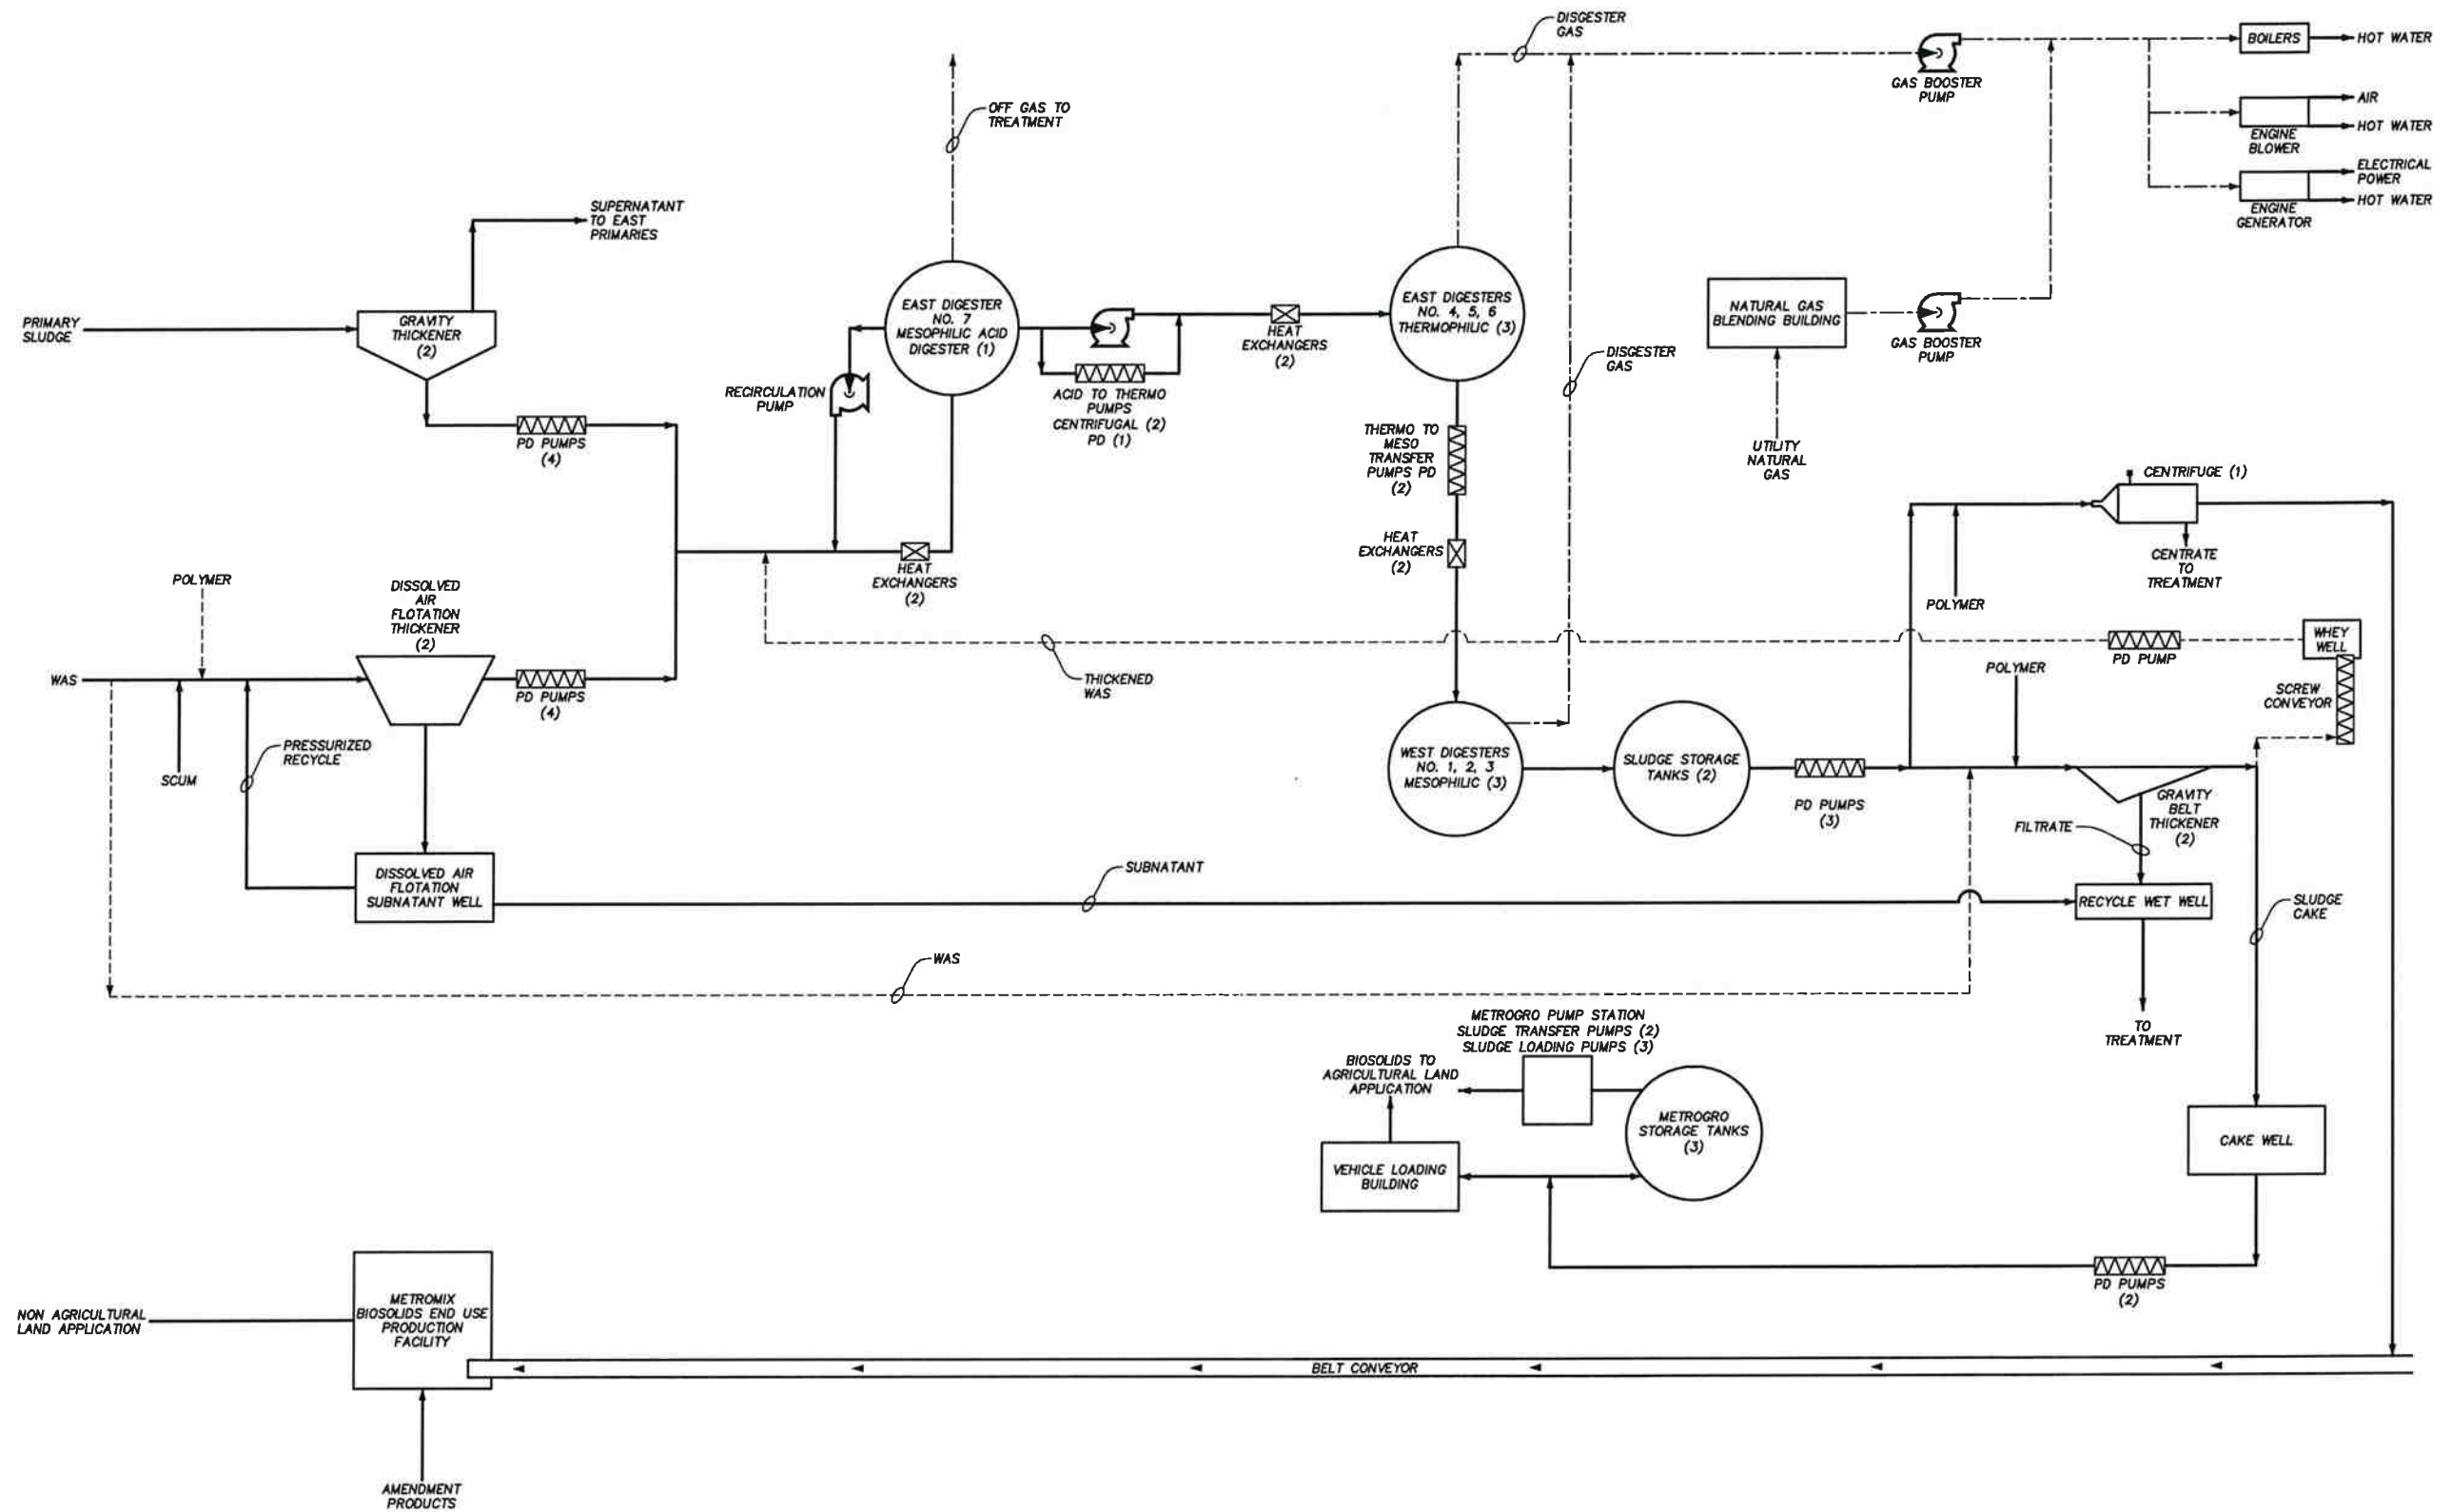 DISGESTER
GAS
BOILERS
HOT WATER
GAS BOOSTER
PUMP
AIR
HOT WATER
ENGINE
BLOWER
ELECTRICAL
POWER
HOT WATER
ENGINE
GENERATOR
OFF GAS TO
TREATMENT
SUPERNATANT
TO EAST
PRIMARIES
PRIMARY
SLUDGE
GRAVITY
THICKENER
(2)
EAST DIGESTER
NO. 7
MESOPHILIC ACID
DIGESTER (1)
HEAT
EXCHANGERS
(2)
EAST DIGESTERS
NO. 4, 5, 6
THERMOPHILIC (3)
NATURAL GAS
BLENDING BUILDING
GAS BOOSTER
PUMP
DISGESTER
GAS
RECIRCULATION
PUMP
ACID TO THERMO
PUMPS
CENTRIFUGAL (2)
PD (1)
PD PUMPS
(4)
THERMO TO
MESO
TRANSFER
PUMPS PD
(2)
UTILITY
NATURAL
GAS
CENTRIFUGE (1)
HEAT
EXCHANGERS
(2)
HEAT
EXCHANGERS
(2)
CENTRATE
TO
TREATMENT
POLYMER
POLYMER
DISSOLVED
AIR
FLOTATION
THICKENER
(2)
WHEY
WELL
PD PUMP
WAS
PD PUMPS
(4)
THICKENED
WAS
POLYMER
SCREW
CONVEYOR
SCUM
PRESSURIZED
RECYCLE
WEST DIGESTERS
NO. 1, 2, 3
MESOPHILIC (3)
SLUDGE STORAGE
TANKS (2)
PD PUMPS
(3)
GRAVITY
BELT
THICKENER
(2)
FILTRATE
DISSOLVED AIR
FLOTATION
SUBNATANT WELL
SUBNATANT
RECYCLE WET WELL
SLUDGE
CAKE
WAS
TO
TREATMENT
METROGRO PUMP STATION
SLUDGE TRANSFER PUMPS (2)
SLUDGE LOADING PUMPS (3)
BIOSOLIDS TO
AGRICULTURAL LAND
APPLICATION
METROGRO
STORAGE TANKS
(3)
CAKE WELL
VEHICLE LOADING
BUILDING
PD PUMPS
(2)
METROMIX
BIOSOLIDS END USE
PRODUCTION
FACILITY
NON AGRICULTURAL
LAND APPLICATION
BELT CONVEYOR
AMENDMENT
PRODUCTS